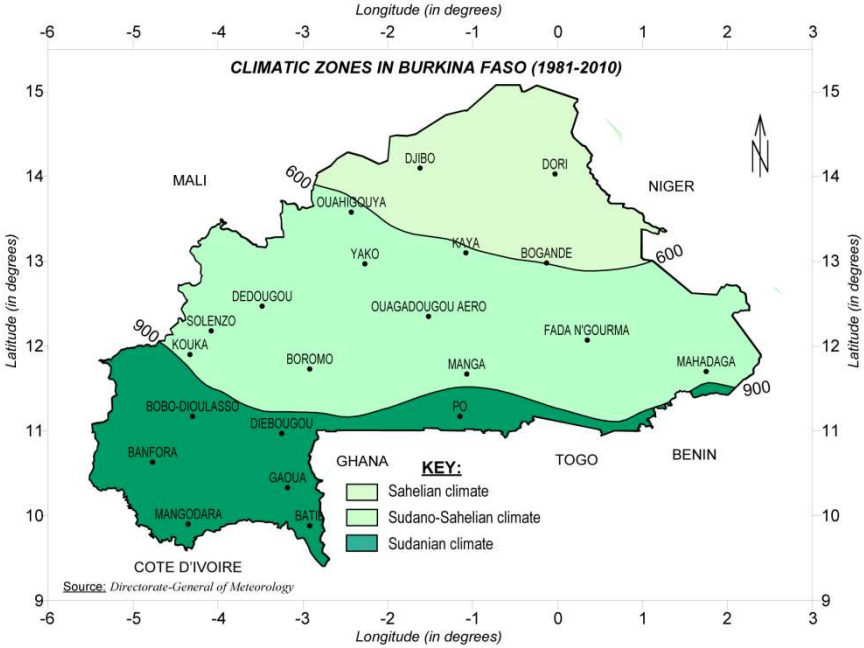 Longitude (in degrees)
-6 -5 -4 -3 -2 -1 0 1 2 3
CLIMATIC ZONES IN BURKINA FASO (1981-2010)
15 15
DJIBO
DORI
14 14
MALI
600
NIGER
OUAHIGOUYA
KAYA
YAKO
BOGANDE
600
13 13
Latitude (in degrees)
Latitude (in degrees)
DEDOUGOU
OUAGADOUGOU AERO
SOLENZO
FADA N'GOURMA
900
KOUKA
12 12
BOROMO
MANGA
MAHADAGA
900
BOBO-DIOULASSO
PO
DIEBOUGOU
11 11
BANFORA
GHANA
TOGO
BENIN
KEY:
GAOUA
Sahelian climate
MANGODARA
BATIE
Sudano-Sahelian climate
10 10
Sudanian climate
COTE D'IVOIRE
Source: Directorate-General of Meteorology
9 9
-6 -5 -4 -3 -2 -1 0 1 2 3
Longitude (in degrees)
N